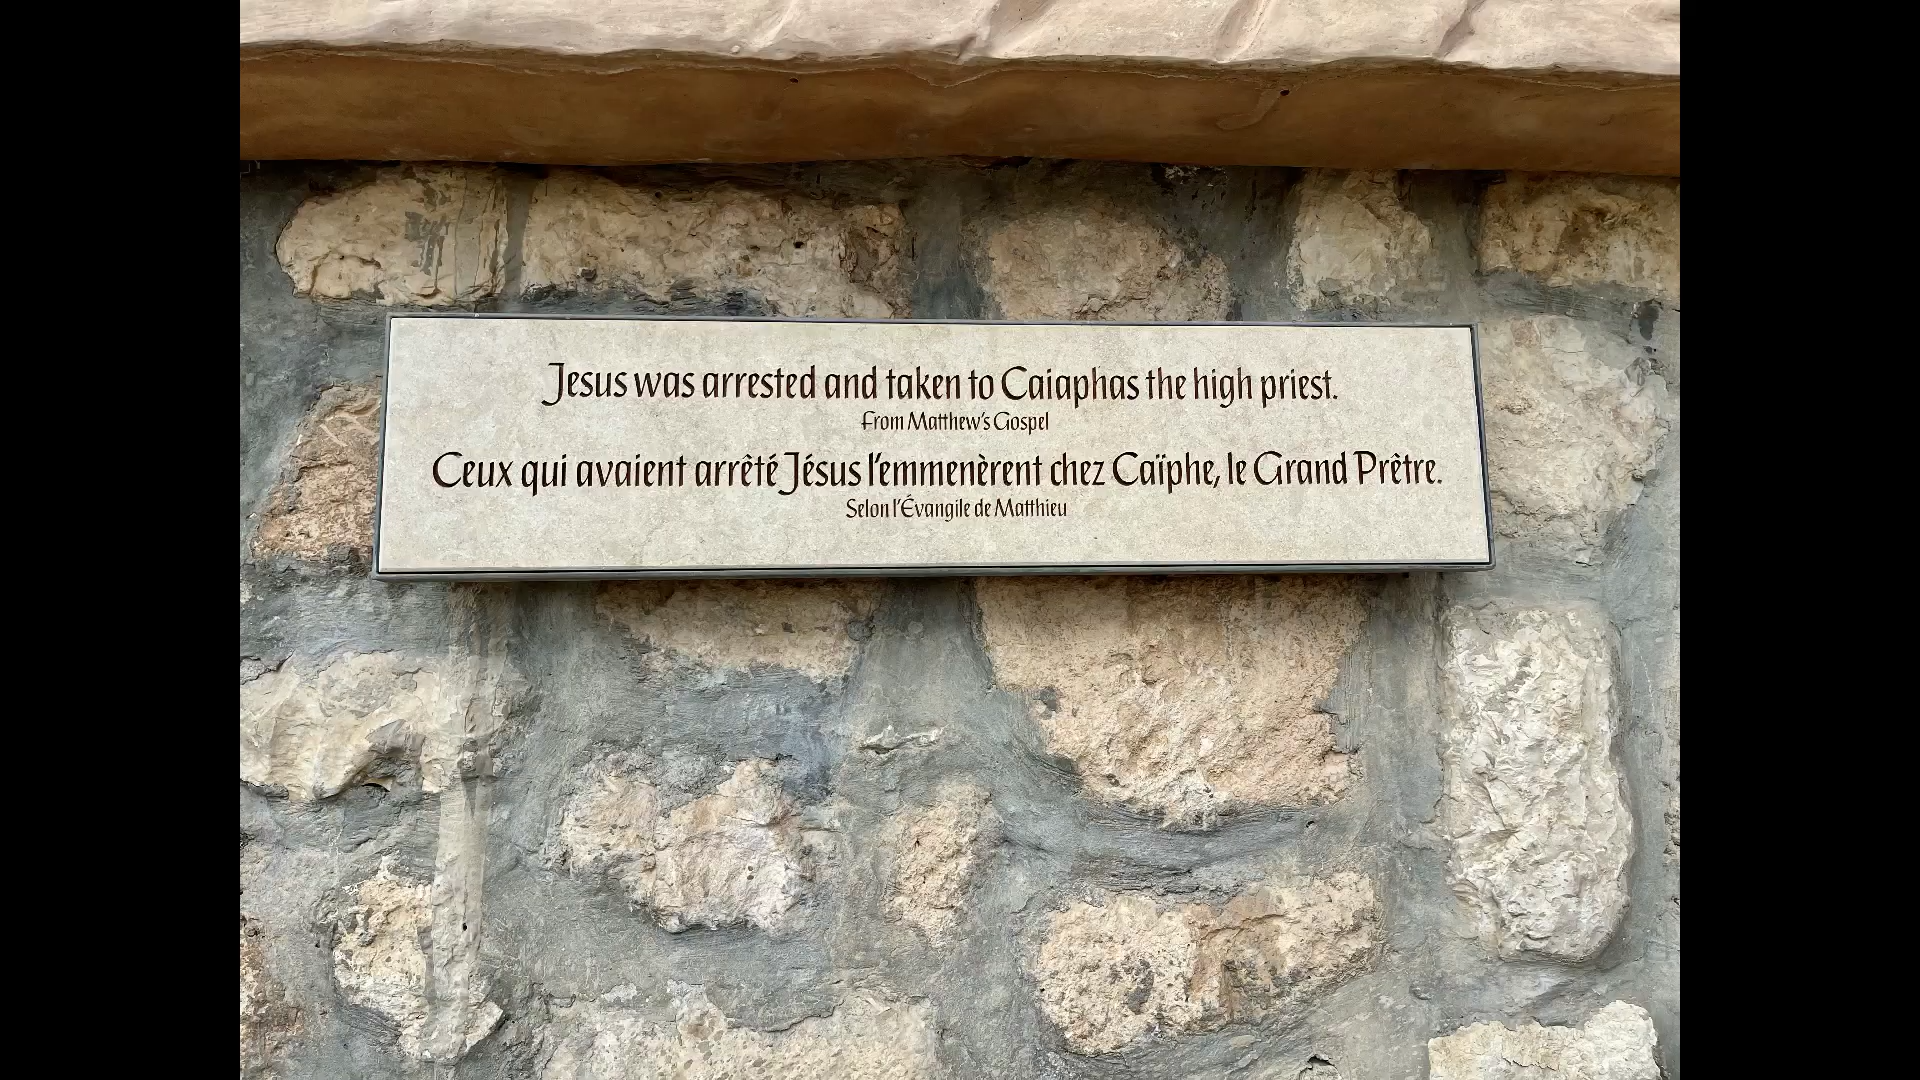 Jesus was arrested and taken to Caiaphas the high priest.
From Matthew's Gospel
Ceux qui avaient arrêté Jésus l'emmenèrent chez Caïphe, le Grand Prêtre.
Selon l'Évangile de Matthieu